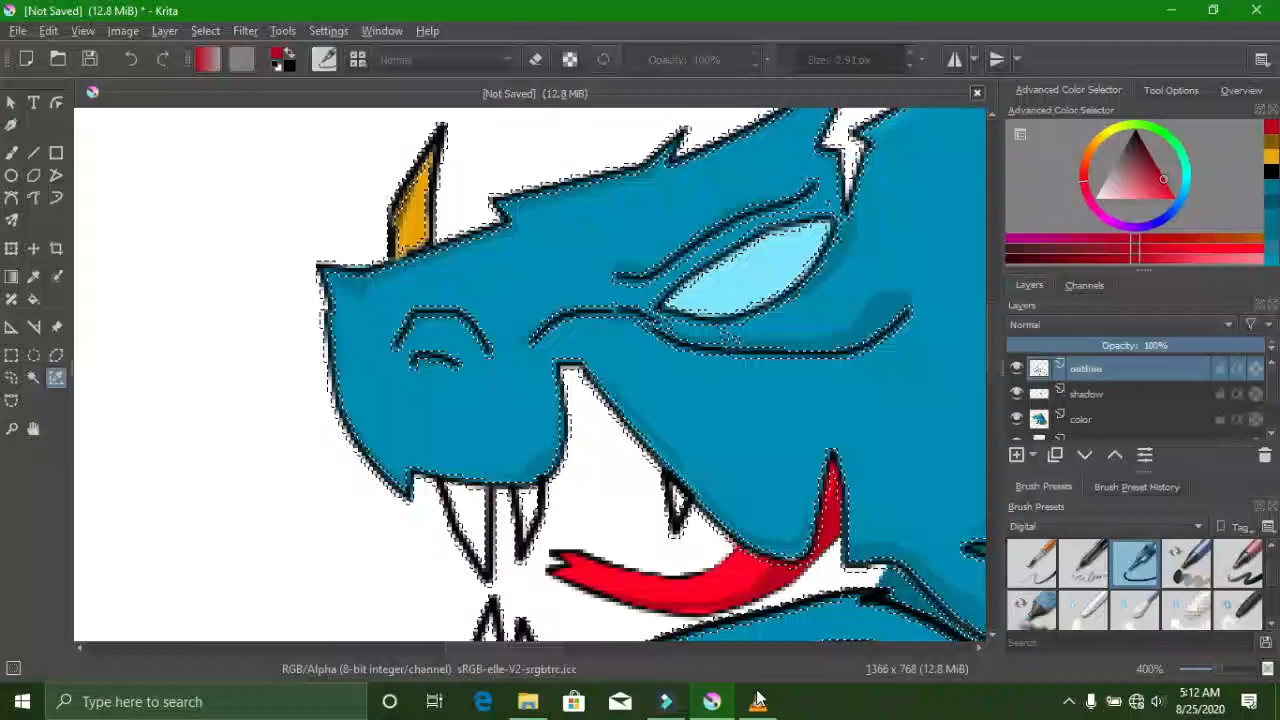 [Not Saved] (12.8 MiB) * - Krita
File Edit View Image Layer Select Filter Tools Settings Window Help
Normal Opacity: 100% Size: 2.91 px
[Not Saved] (12.8 MiB)
Advanced Color Selector Tool Options Overview
Advanced Color Selector
Layers Channels
Layers
Normal
Opacity: 100%
outline
shadow
color
Brush Presets Brush Preset History
Brush Presets
Digital Tag
Search
RGB/Alpha (8-bit integer/channel) sRGB-elle-V2-srgbtrc.icc 1366 x 768 (12.8 MiB) 400%
Type here to search
5:12 AM
8/25/2020